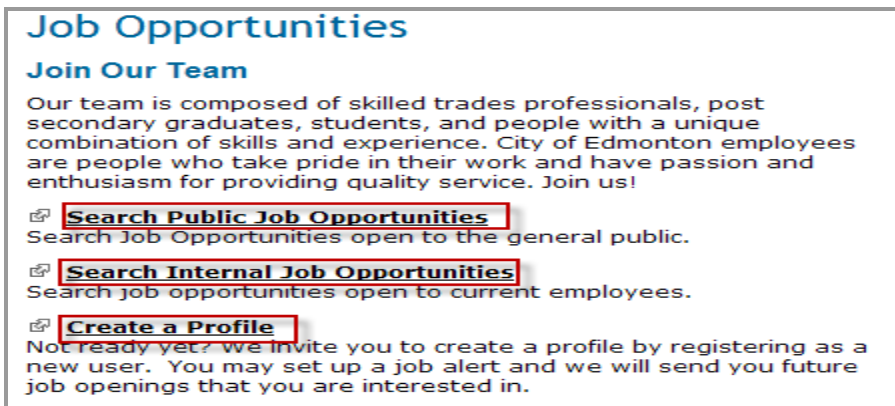 Job Opportunities
Join Our Team
Our team is composed of skilled trades professionals, post
secondary graduates, students, and people with a unique
combination of skills and experience. City of Edmonton employees
are people who take pride in their work and have passion and
enthusiasm for providing quality service. Join us!
Search Public Job Opportunities
Search Job Opportunities open to the general public.
Search Internal Job Opportunities
Search job opportunities open to current employees.
Create a Profile
Not ready yet? We invite you to create a profile by registering as a
new user. You may set up a job alert and we will send you future
job openings that you are interested in.